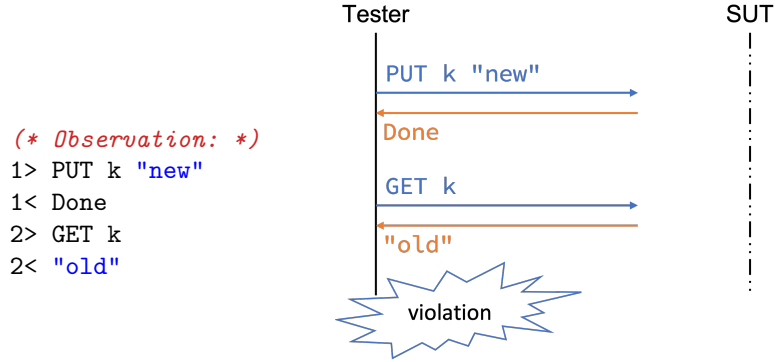 Tester
SUT
(* Observation: *)
1> PUT k "new"
1< Done
2> GET k
2< "old"
PUT k "new"
Done
GET k
"old"
violation